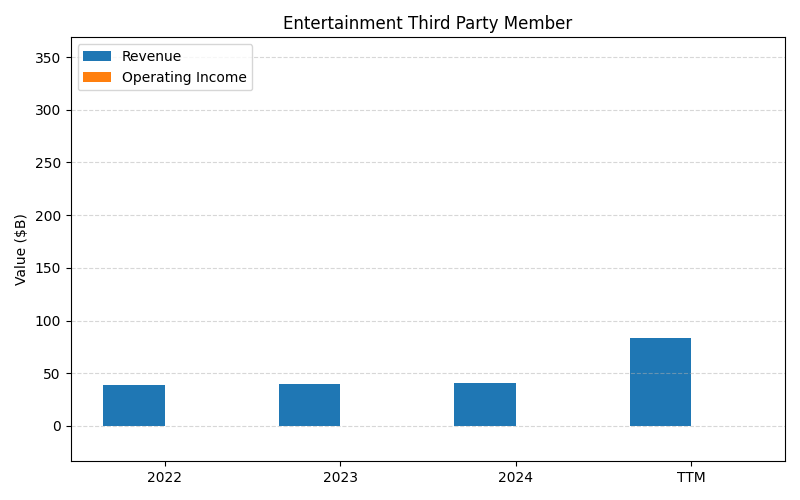 Entertainment Third Party Member
Revenue
Operating Income
Value ($B)
350
300
250
200
150
100
50
0
2022
2023
2024
TTM